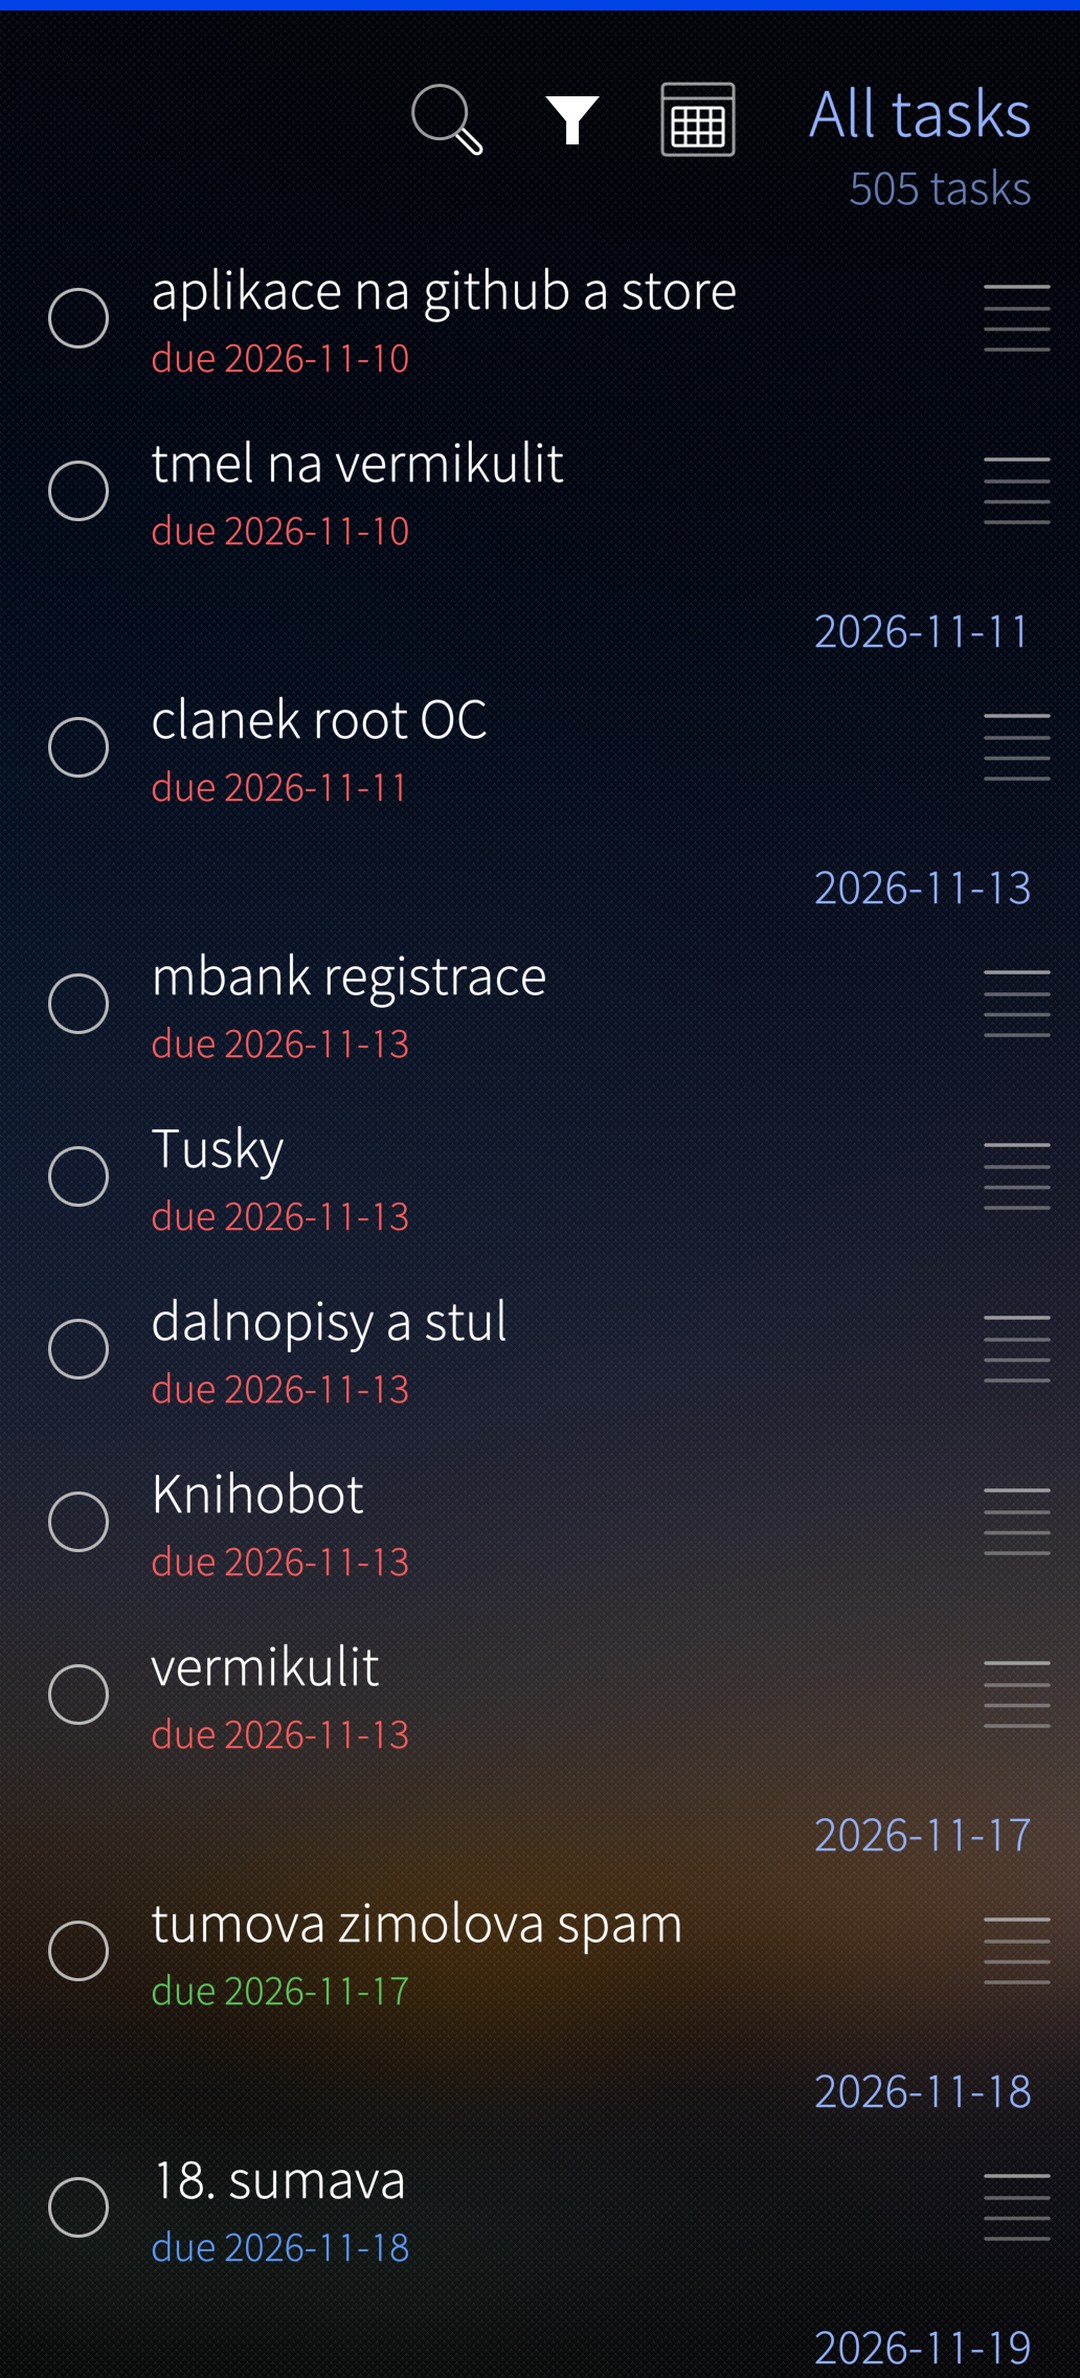 All tasks
505 tasks
aplikace na github a store
due 2026-11-10
tmel na vermikulit
due 2026-11-10
2026-11-11
clanek root OC
due 2026-11-11
2026-11-13
mbank registrace
due 2026-11-13
Tusky
due 2026-11-13
dalnopisy a stul
due 2026-11-13
Knihobot
due 2026-11-13
vermikulit
due 2026-11-13
2026-11-17
tumova zimolova spam
due 2026-11-17
2026-11-18
18. sumava
due 2026-11-18
2026-11-19